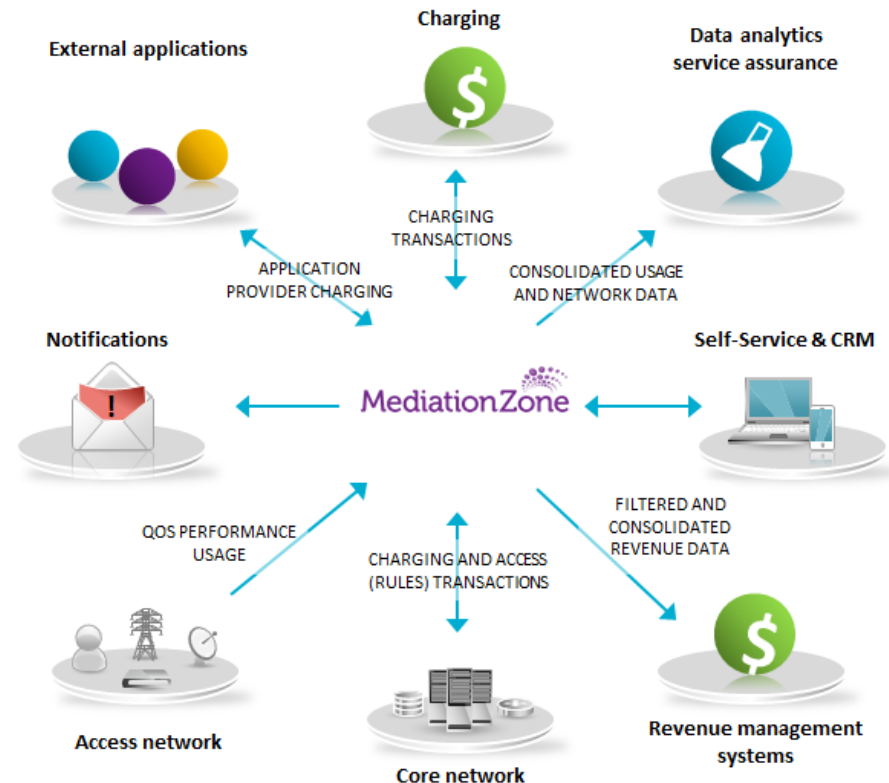 Charging
External applications
Data analytics
service assurance
CHARGING
TRANSACTIONS
APPLICATION
PROVIDER CHARGING
CONSOLIDATED USAGE
AND NETWORK DATA
Notifications
Self-Service & CRM
!
MediationZone
QOS PERFORMANCE
USAGE
CHARGING AND ACCESS
(RULES) TRANSACTIONS
FILTERED AND
CONSOLIDATED
REVENUE DATA
$
$
Access network
Core network
Revenue management
systems